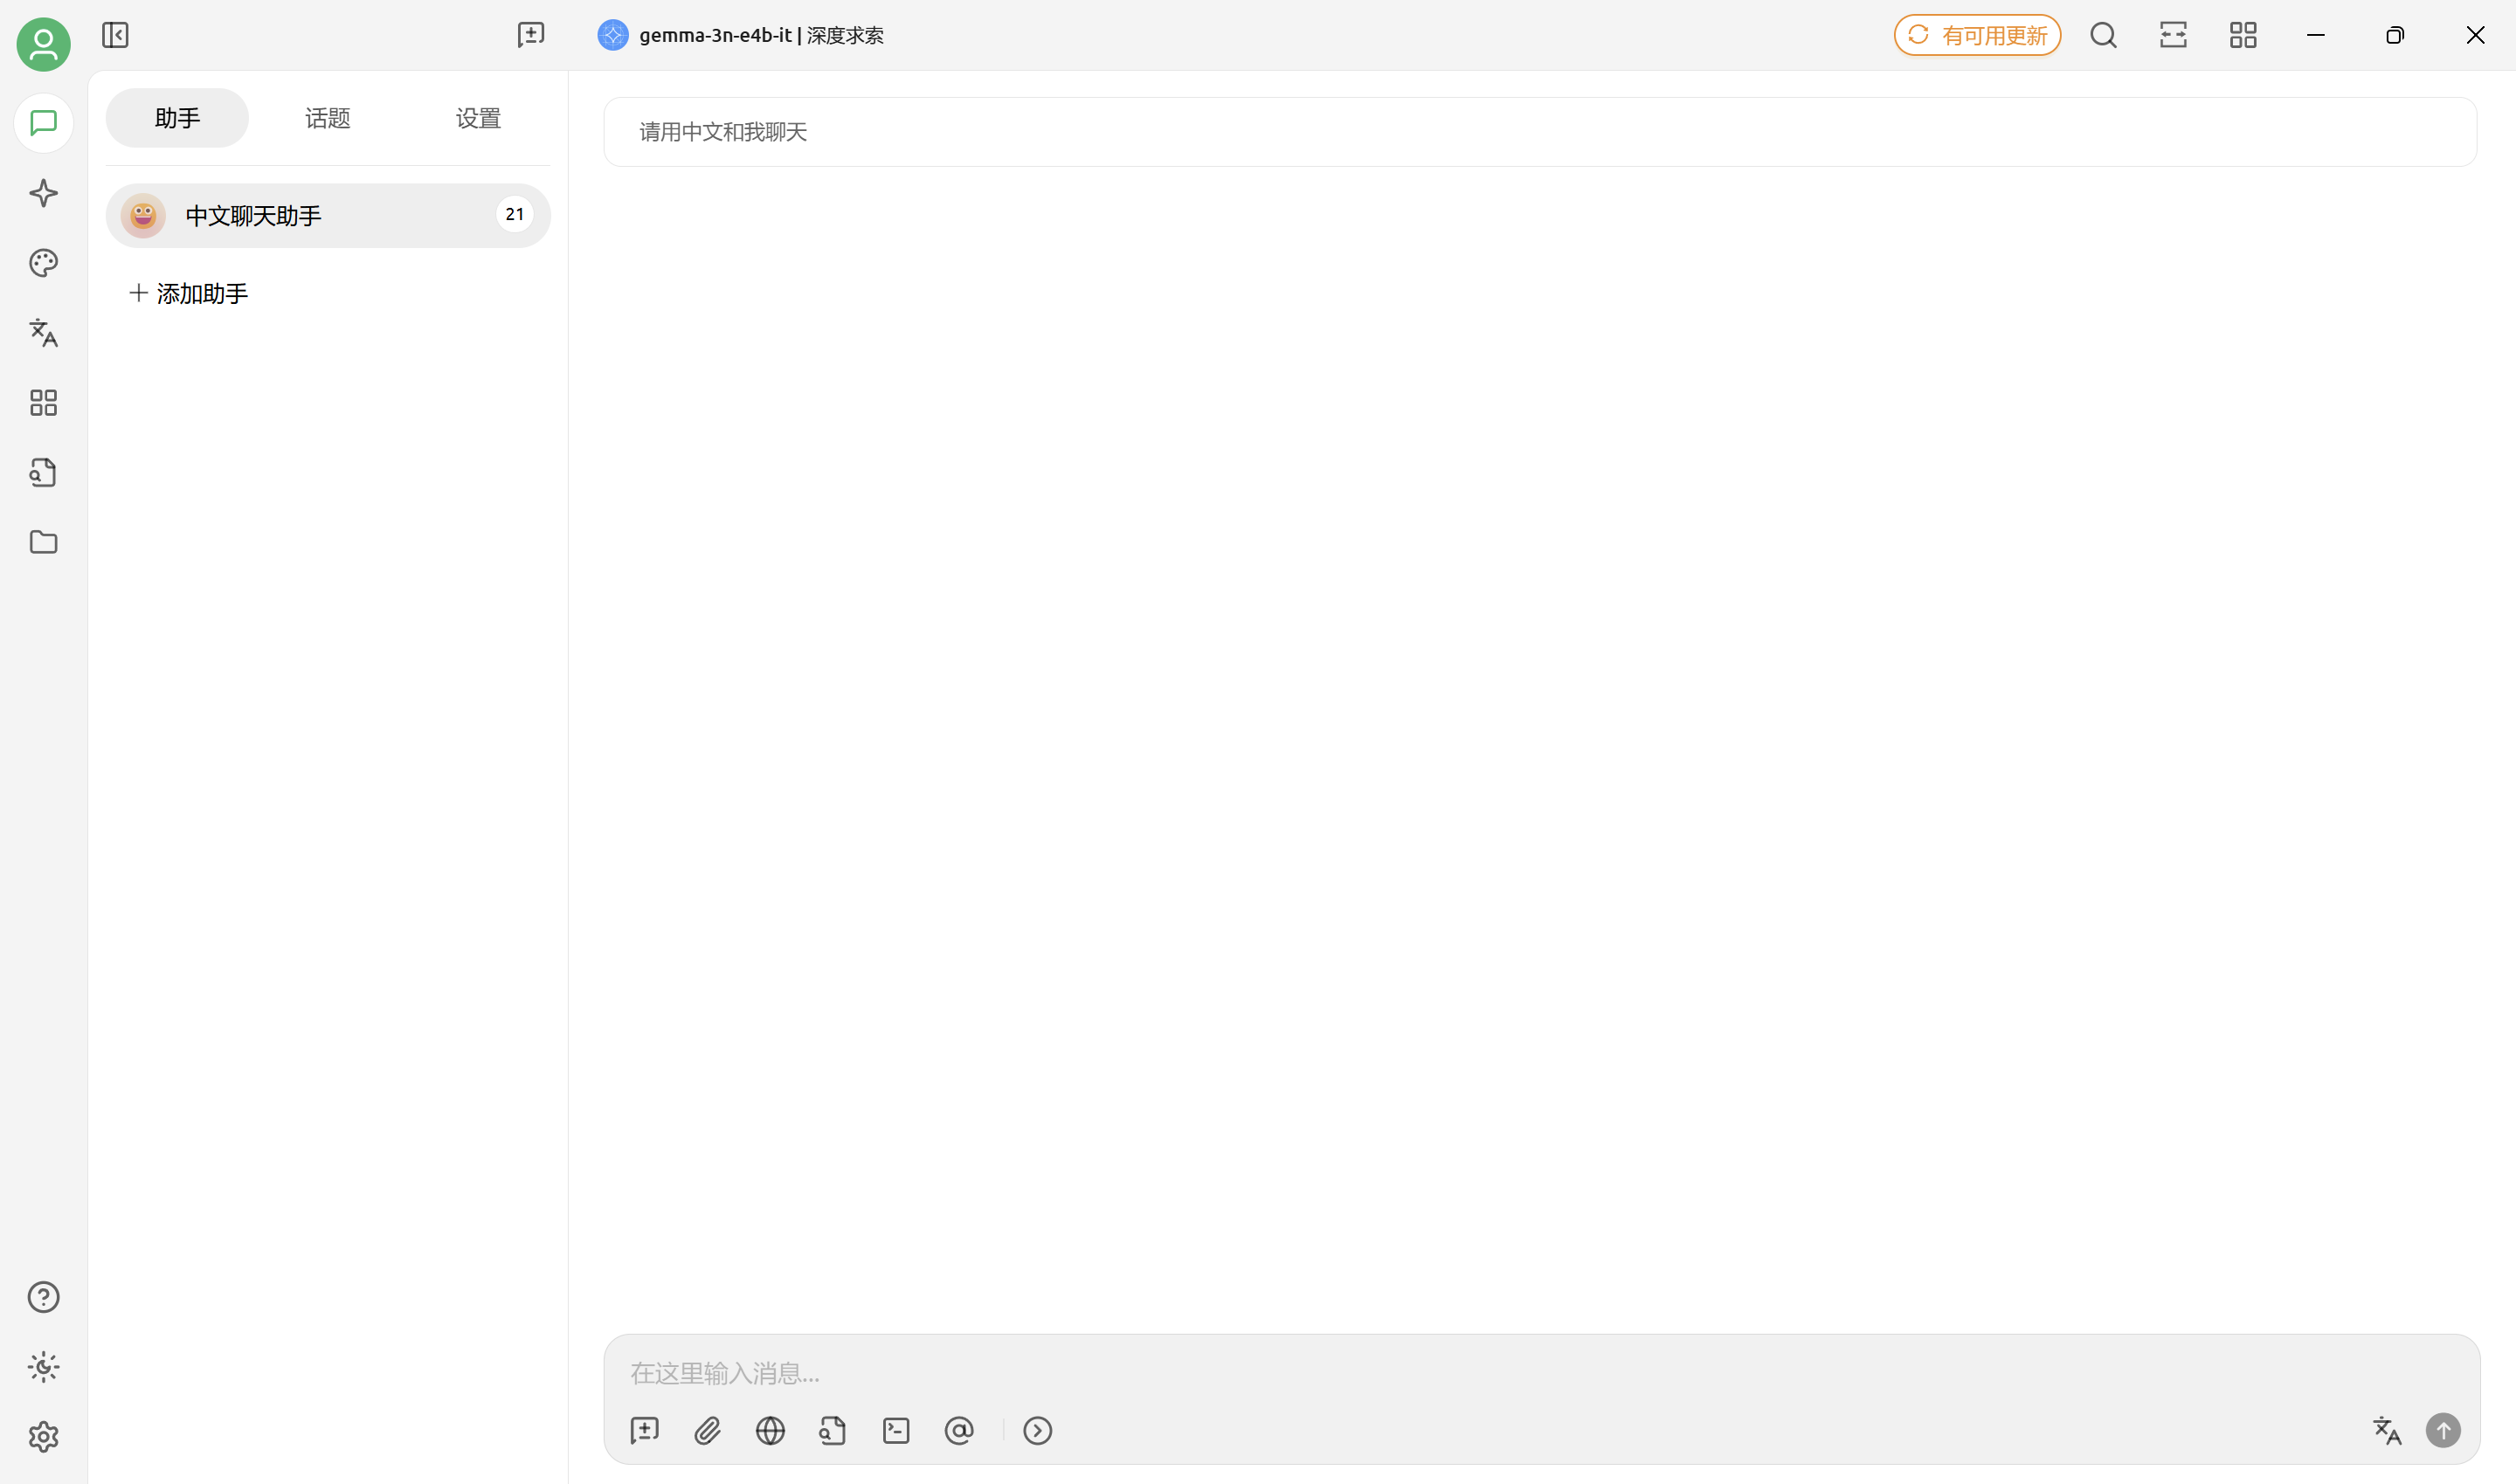 gemma-3n-e4b-it | 深度求索
有可用更新
助手
话题
设置
中文聊天助手
21
添加助手
请用中文和我聊天
在这里输入消息...